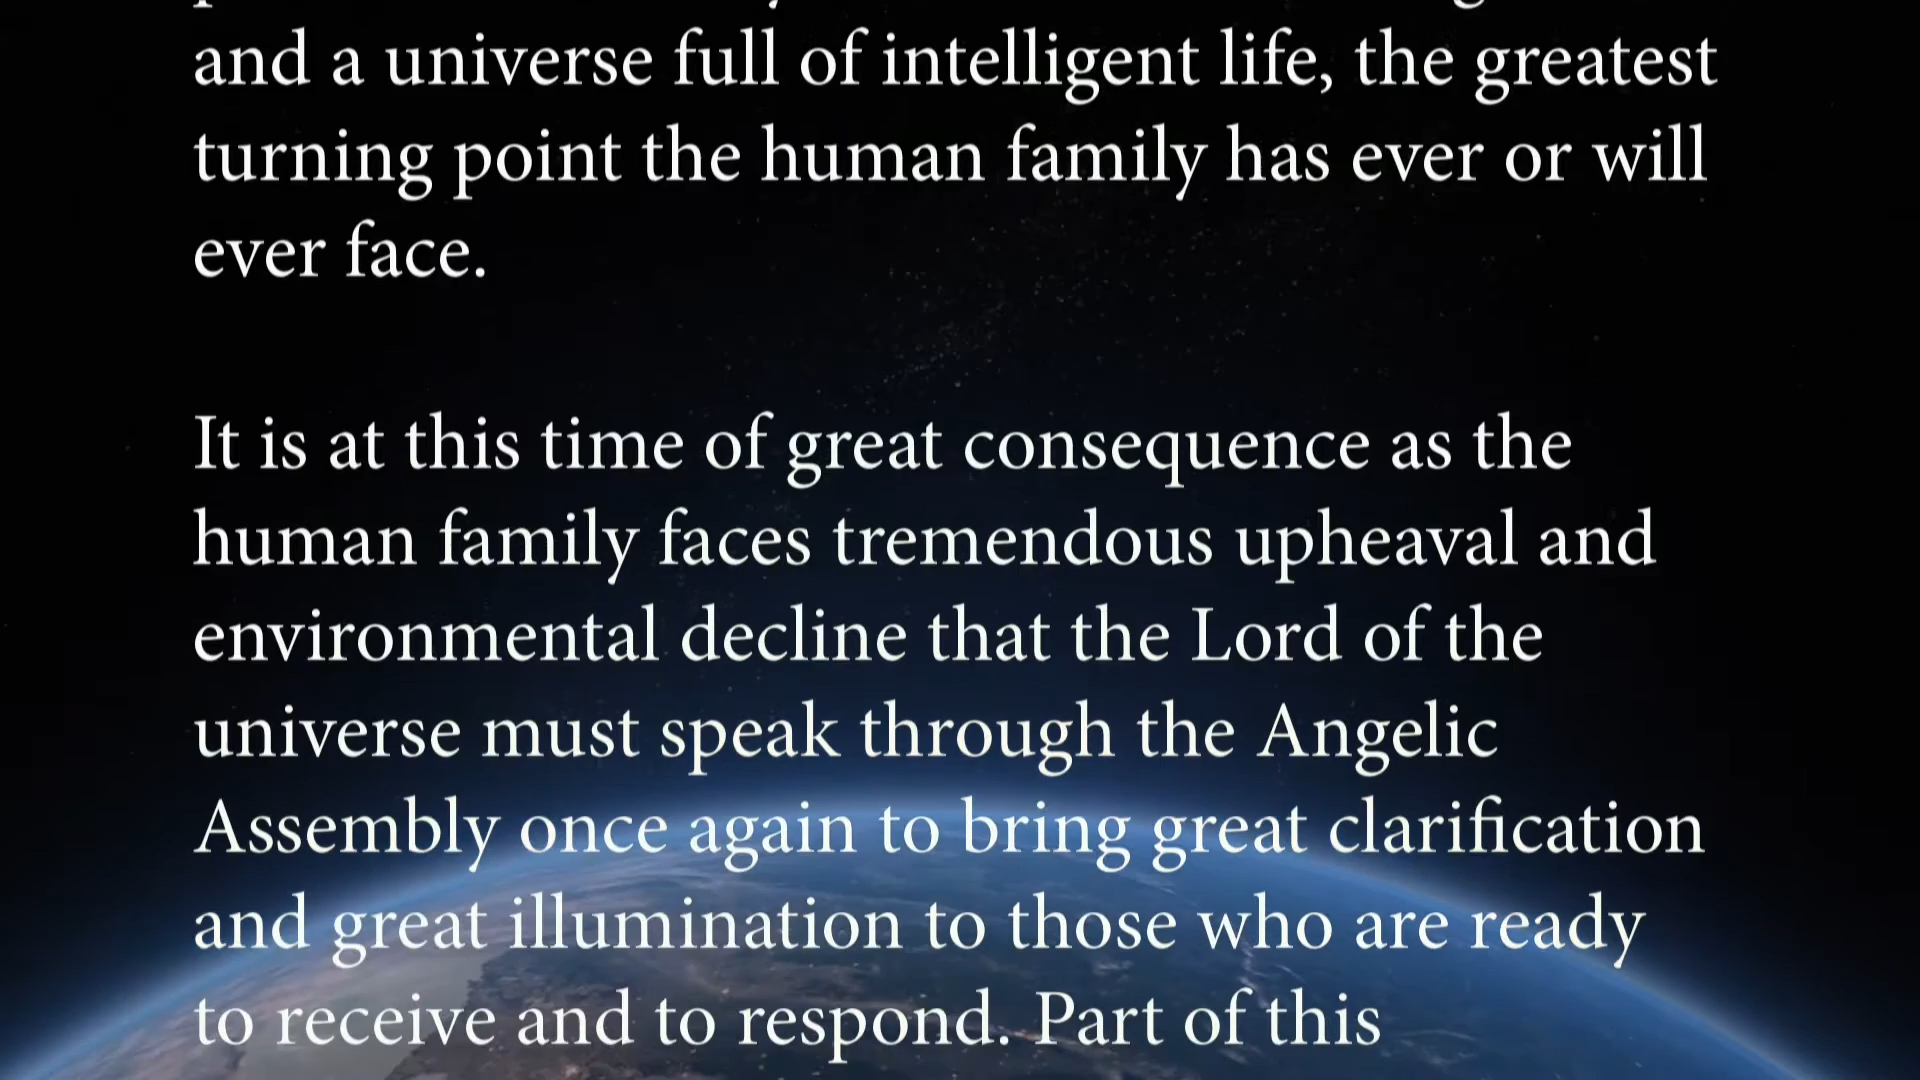 and a universe full of intelligent life, the greatest
turning point the human family has ever or will
ever face.
It is at this time of great consequence as the
human family faces tremendous upheaval and
environmental decline that the Lord of the
universe must speak through the Angelic
Assembly once again to bring great clarification
and great illumination to those who are ready
to receive and to respond. Part of this